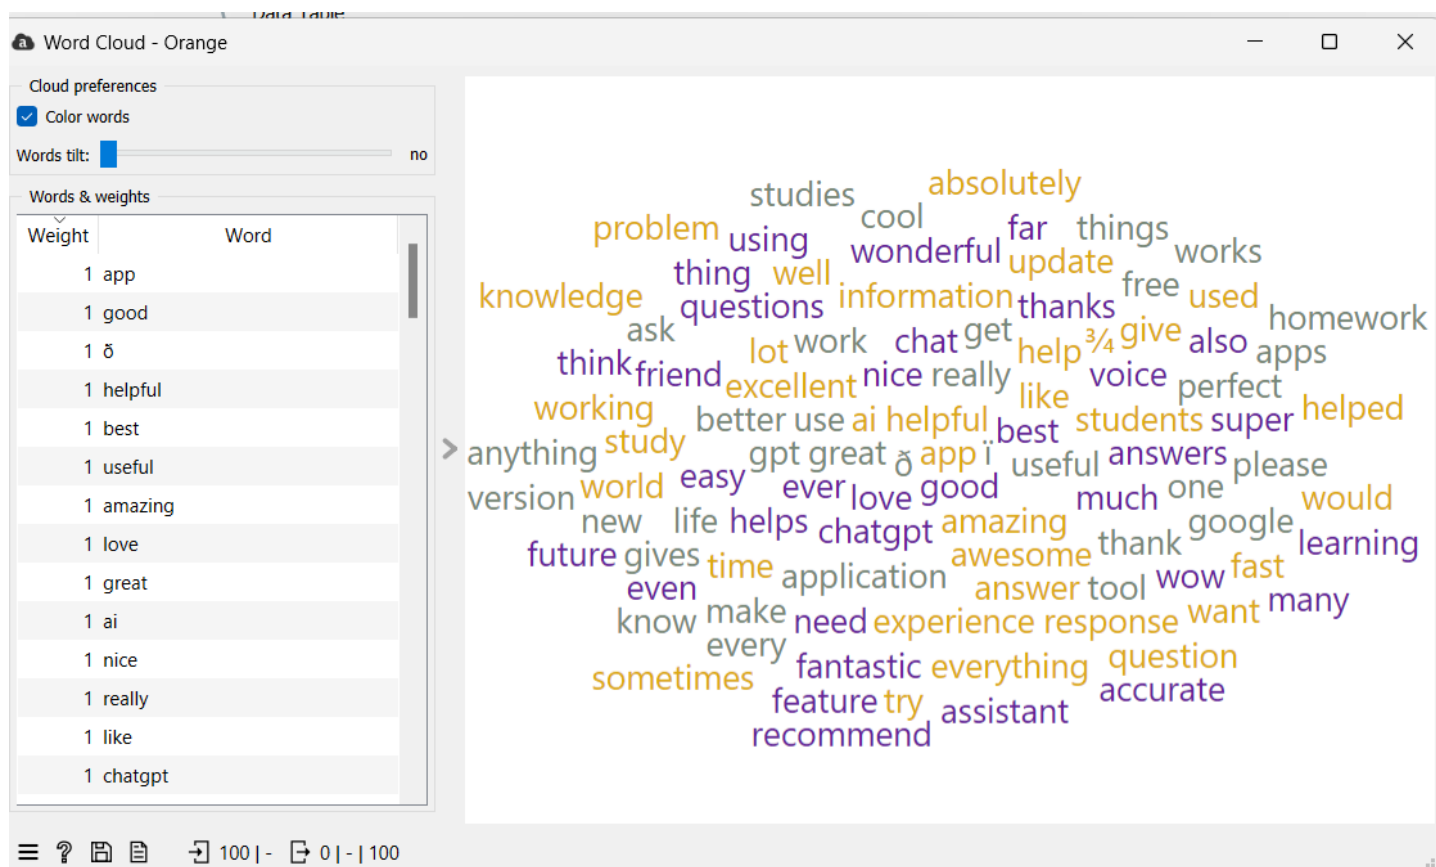 Data Table
Word Cloud - Orange
Cloud preferences
Color words
Words tilt: no
Words & weights
Weight Word
1 app
1 good
1 ð
1 helpful
1 best
1 useful
1 amazing
1 love
1 great
1 ai
1 nice
1 really
1 like
1 chatgpt
absolutely
studies
cool
problem using wonderful far things
works
thing well update
knowledge questions information thanks free used
homework
ask lot work chat get help ¾ give also apps
think friend excellent nice really voice perfect
working better use ai helpful like students super helped
best
anything study gpt great ð app ï useful answers please
version world easy ever love good much one would
new life helps chatgpt amazing google
future gives time application awesome thank learning
even answer tool wow fast
know make need experience response want many
every
sometimes fantastic everything question
feature try assistant accurate
recommend
100 | - 0 | - | 100